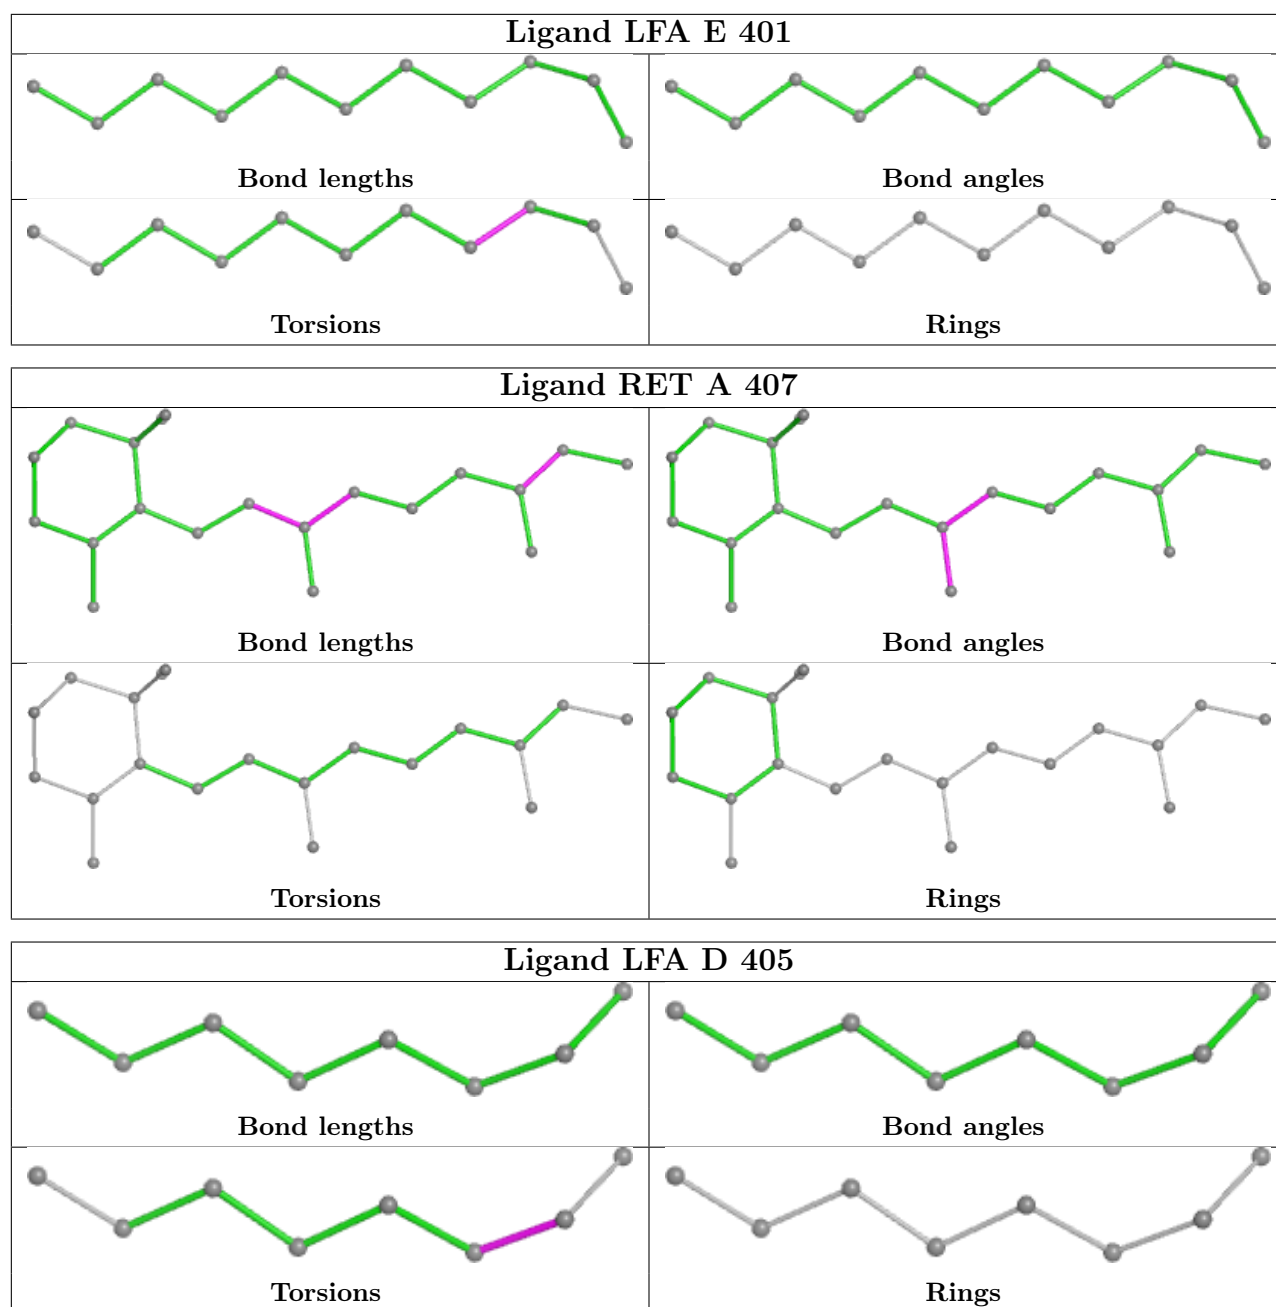 Ligand LFA E 401
Bond lengths Bond angles
Torsions Rings
Ligand RET A 407
Bond lengths Bond angles
Torsions Rings
Ligand LFA D 405
Bond lengths Bond angles
Torsions Rings